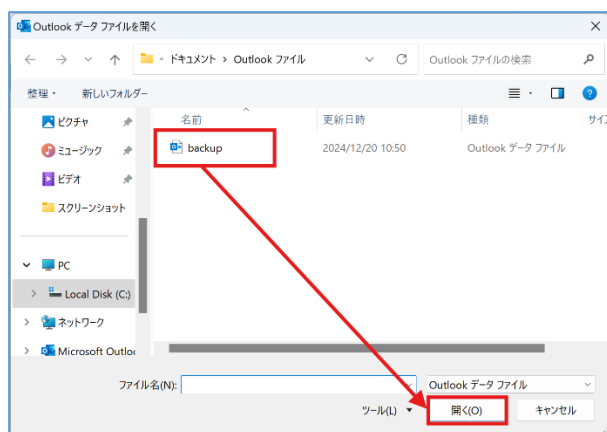 Outlook データ ファイルを開く
ドキュメント > Outlook ファイル
Outlook ファイルの検索
整理
新しいフォルダー
名前
更新日時
種類
サイズ
ピクチャ
backup
2024/12/20 10:50
Outlook データ ファイル
ミュージック
ビデオ
スクリーンショット
PC
Local Disk (C:)
ネットワーク
Microsoft Outloo
ファイル名(N):
Outlook データ ファイル
ツール(L)
開く(O)
キャンセル